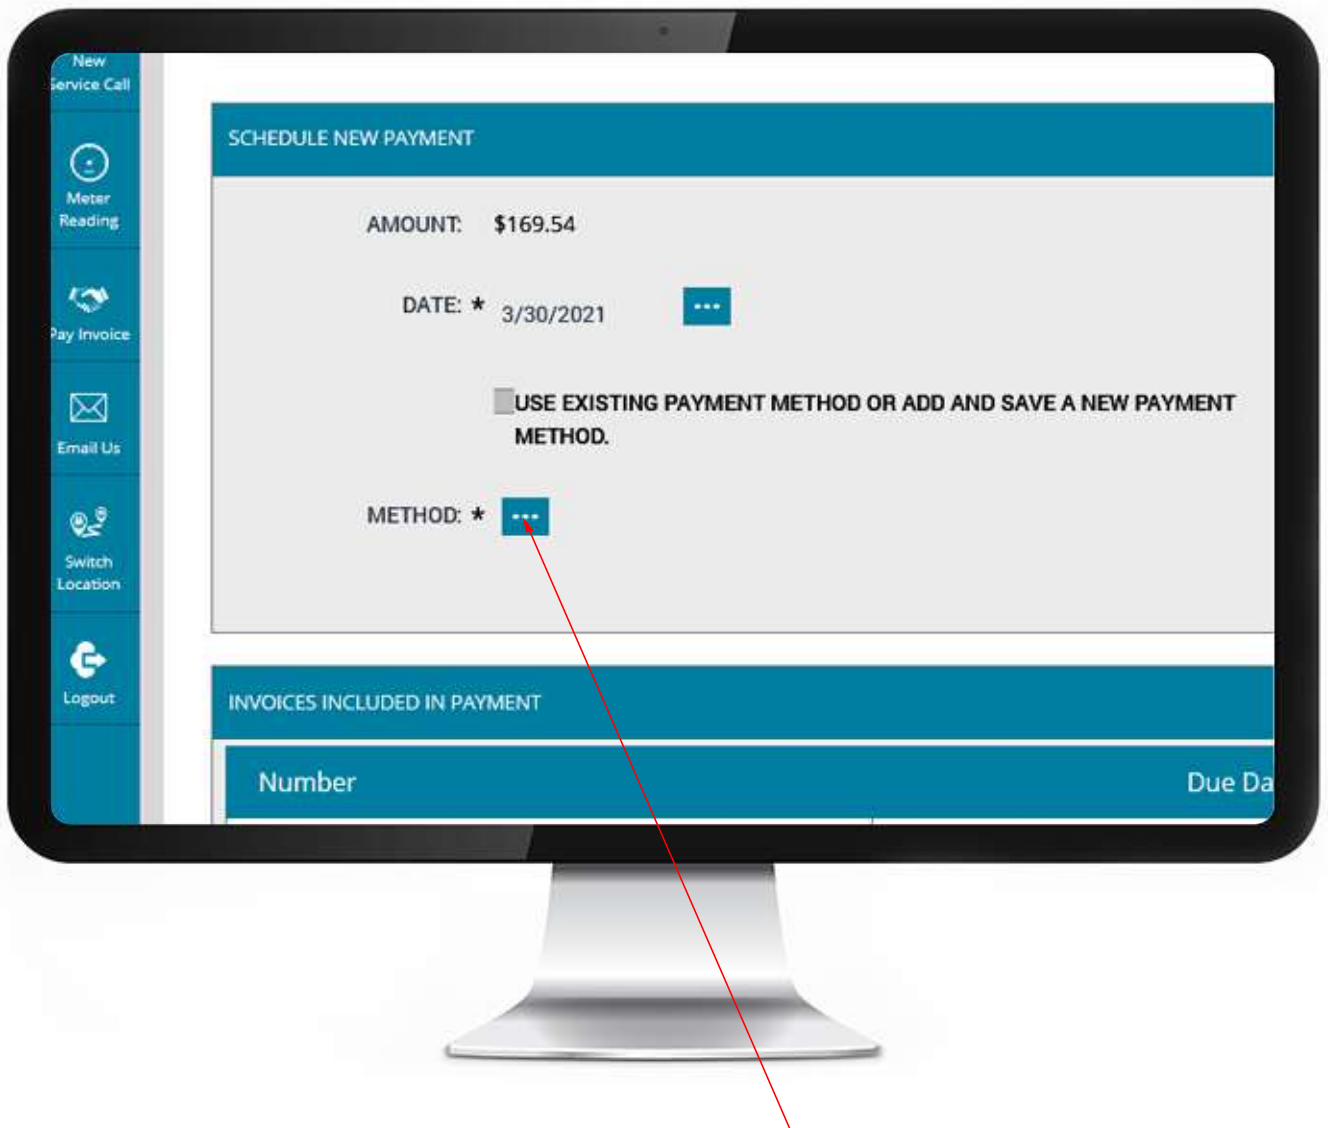 New
Service Call
Meter
Reading
Pay Invoice
Email Us
Switch
Location
Logout
SCHEDULE NEW PAYMENT
AMOUNT: $169.54
DATE: * 3/30/2021 ...
USE EXISTING PAYMENT METHOD OR ADD AND SAVE A NEW PAYMENT
METHOD.
METHOD: * ...
INVOICES INCLUDED IN PAYMENT
Number Due Da